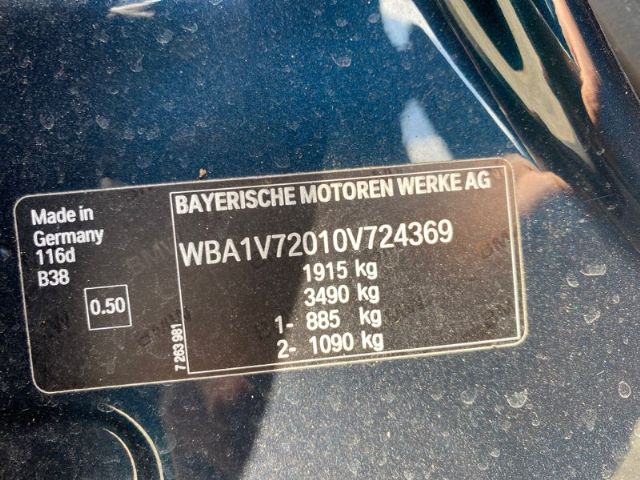 Made in
Germany
116d
B38
0.50
7 263 981
BAYERISCHE MOTOREN WERKE AG
WBA1V72010V724369
1915 kg
3490 kg
1- 885 kg
2- 1090 kg